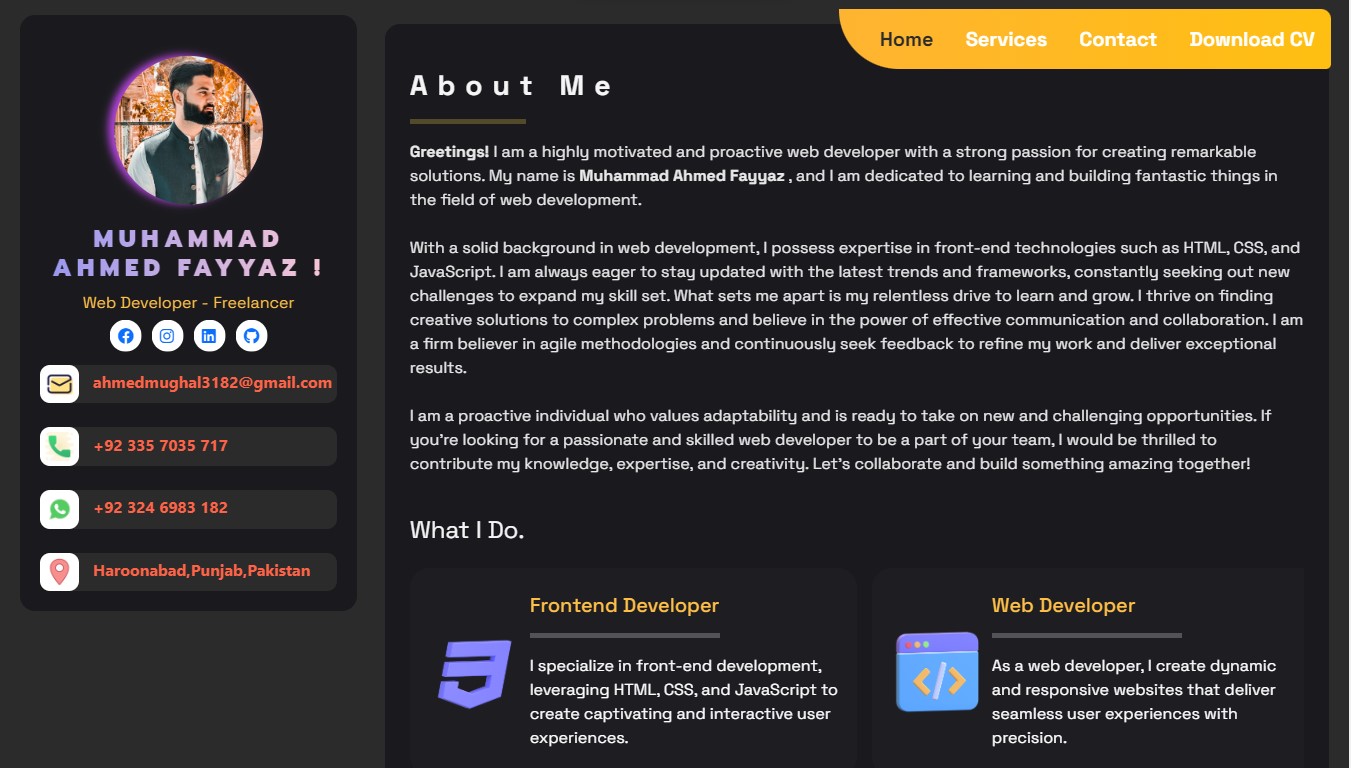 Home Services Contact Download CV
MUHAMMAD
AHMED FAYYAZ !
Web Developer - Freelancer
ahmedmughal3182@gmail.com
+92 335 7035 717
+92 324 6983 182
Haroonabad,Punjab,Pakistan
About Me
Greetings! I am a highly motivated and proactive web developer with a strong passion for creating remarkable
solutions. My name is Muhammad Ahmed Fayyaz , and I am dedicated to learning and building fantastic things in
the field of web development.
With a solid background in web development, I possess expertise in front-end technologies such as HTML, CSS, and
JavaScript. I am always eager to stay updated with the latest trends and frameworks, constantly seeking out new
challenges to expand my skill set. What sets me apart is my relentless drive to learn and grow. I thrive on finding
creative solutions to complex problems and believe in the power of effective communication and collaboration. I am
a firm believer in agile methodologies and continuously seek feedback to refine my work and deliver exceptional
results.
I am a proactive individual who values adaptability and is ready to take on new and challenging opportunities. If
you're looking for a passionate and skilled web developer to be a part of your team, I would be thrilled to
contribute my knowledge, expertise, and creativity. Let's collaborate and build something amazing together!
What I Do.
Frontend Developer
I specialize in front-end development,
leveraging HTML, CSS, and JavaScript to
create captivating and interactive user
experiences.
Web Developer
As a web developer, I create dynamic
and responsive websites that deliver
seamless user experiences with
precision.